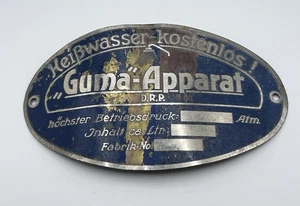 Heißwasser-kostenlos!
„Guma"-Apparat
D.R.P.
höchster Betriebsdruck: Atm.
Inhalt ca. Ltr:
Fabrik-No